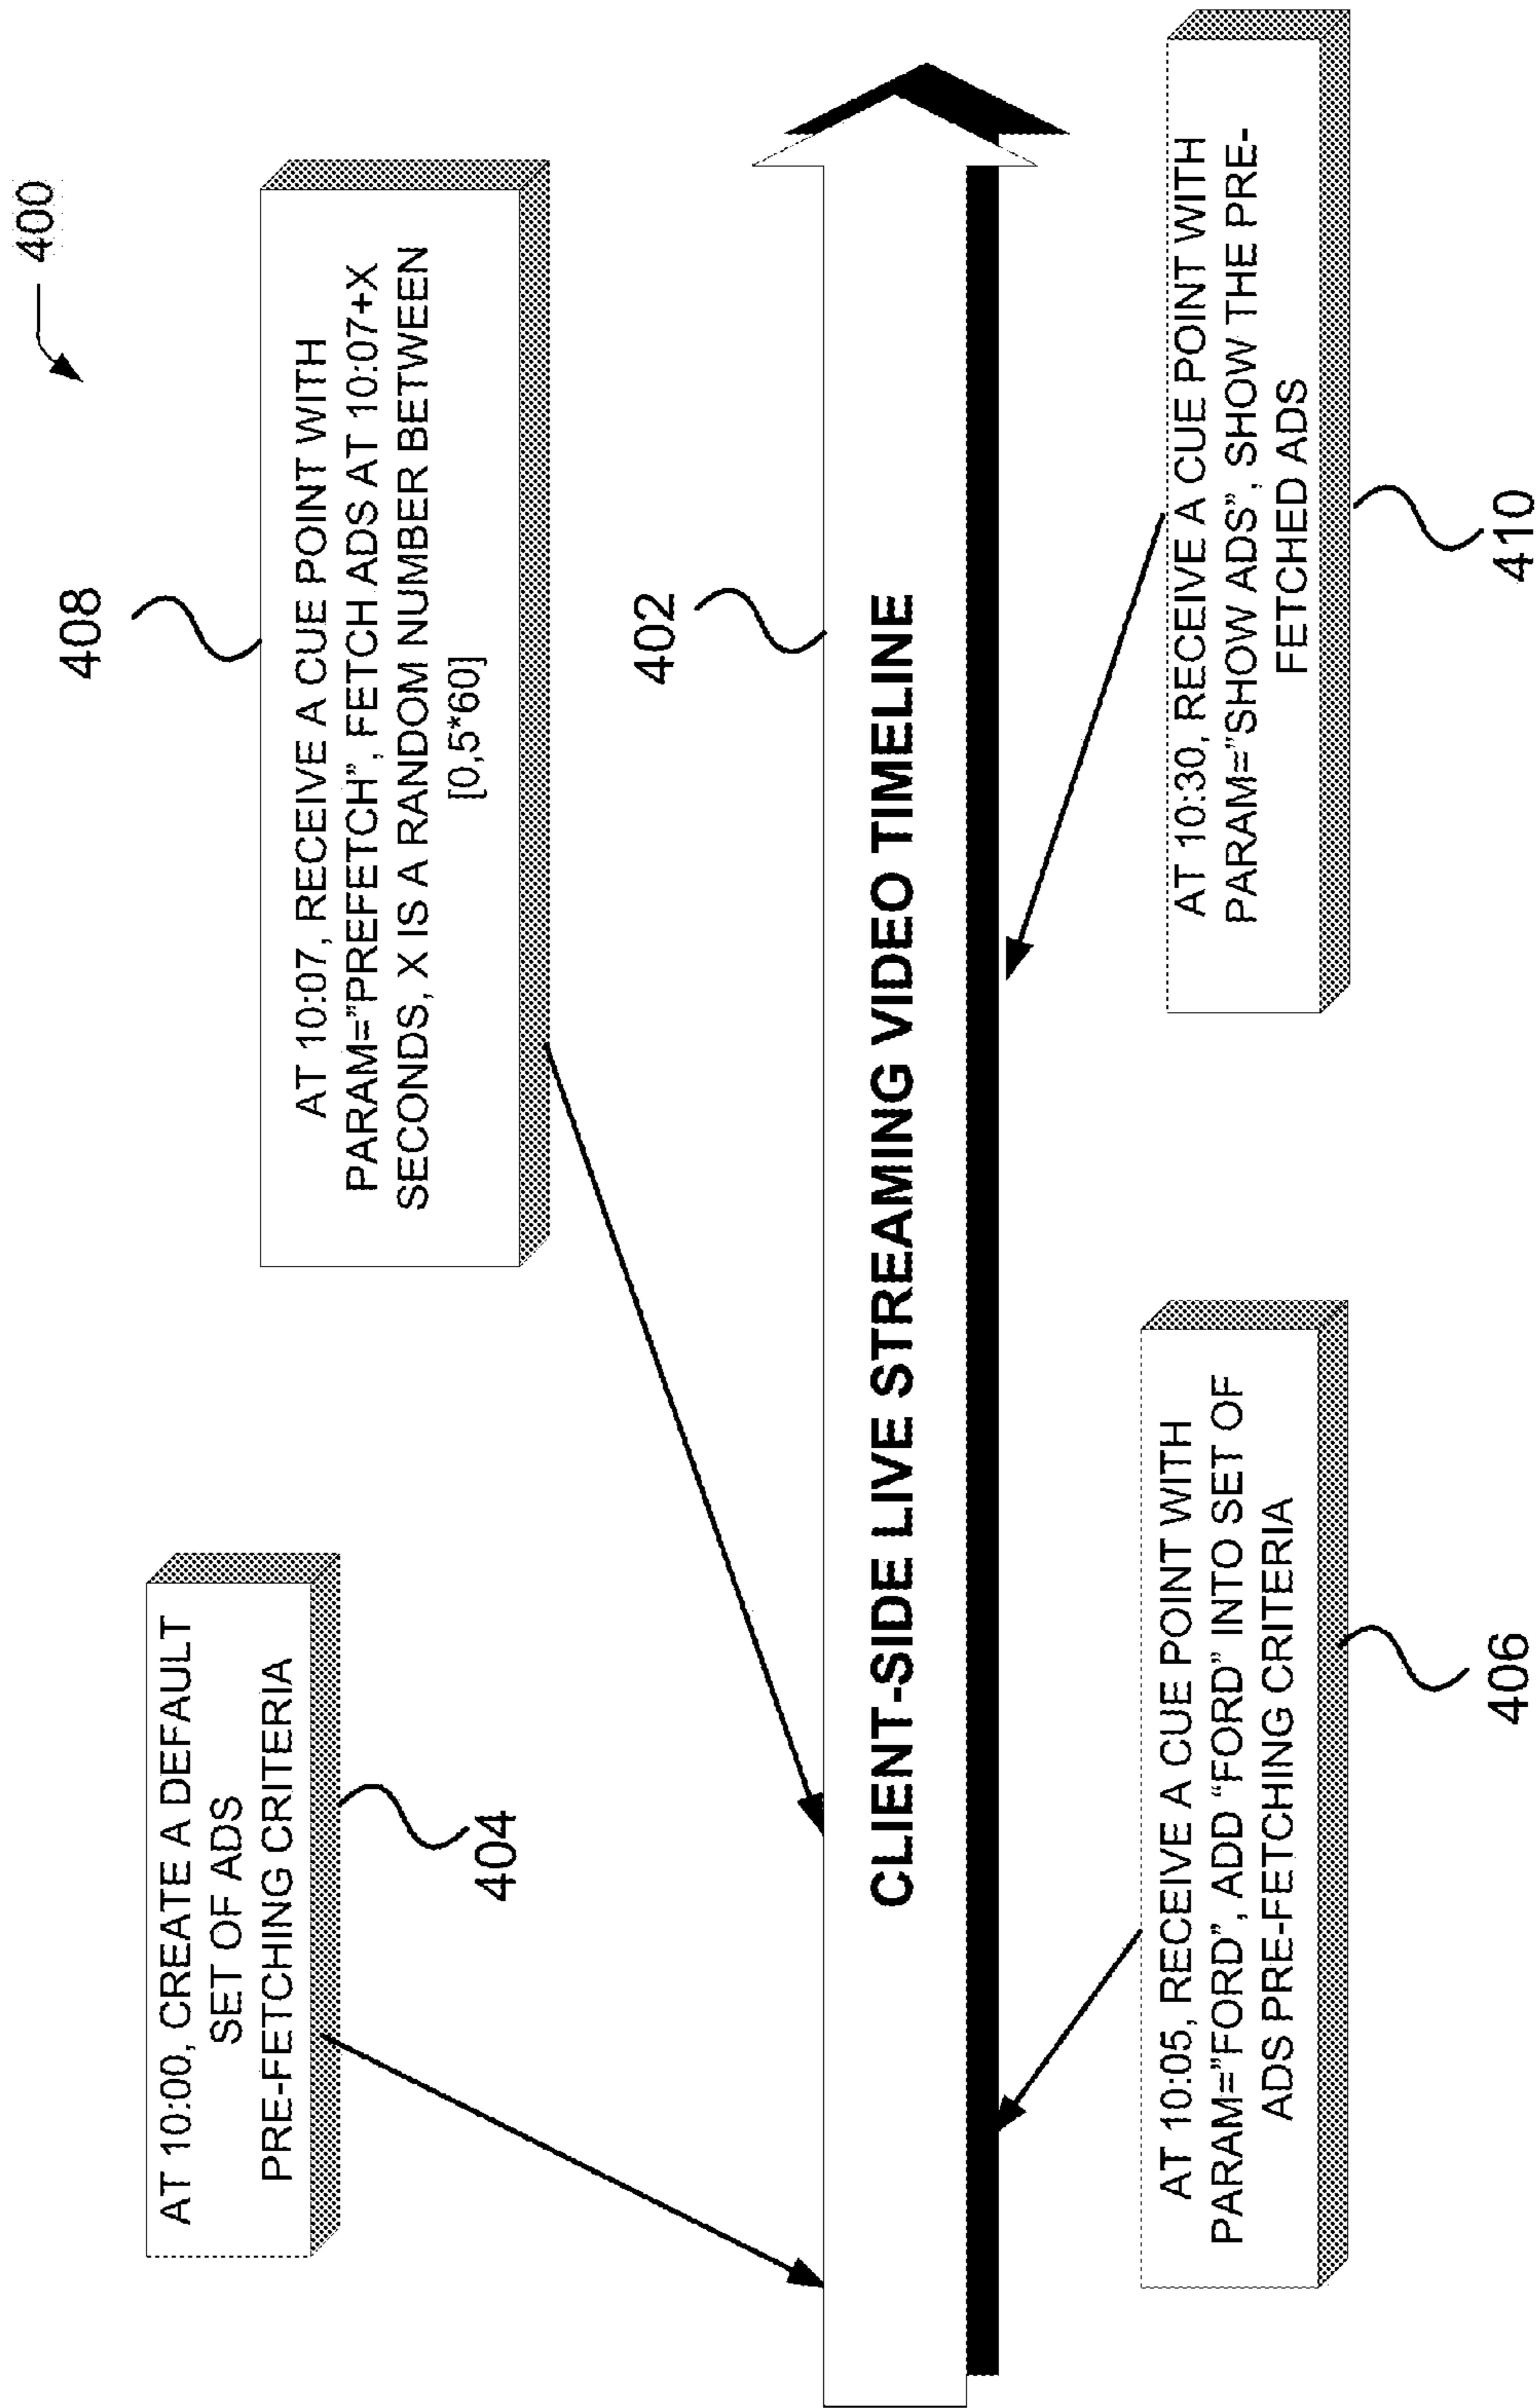 400
408
AT 10:07, RECEIVE A CUE POINT WITH
PARAM="PREFETCH", FETCH ADS AT 10:07+X
SECONDS, X IS A RANDOM NUMBER BETWEEN
[0,5*60]
AT 10:00, CREATE A DEFAULT
SET OF ADS
PRE-FETCHING CRITERIA
404
402
CLIENT-SIDE LIVE STREAMING VIDEO TIMELINE
AT 10:05, RECEIVE A CUE POINT WITH
PARAM="FORD", ADD "FORD" INTO SET OF
ADS PRE-FETCHING CRITERIA
406
AT 10:30, RECEIVE A CUE POINT WITH
PARAM="SHOW ADS", SHOW THE PRE-
FETCHED ADS
410